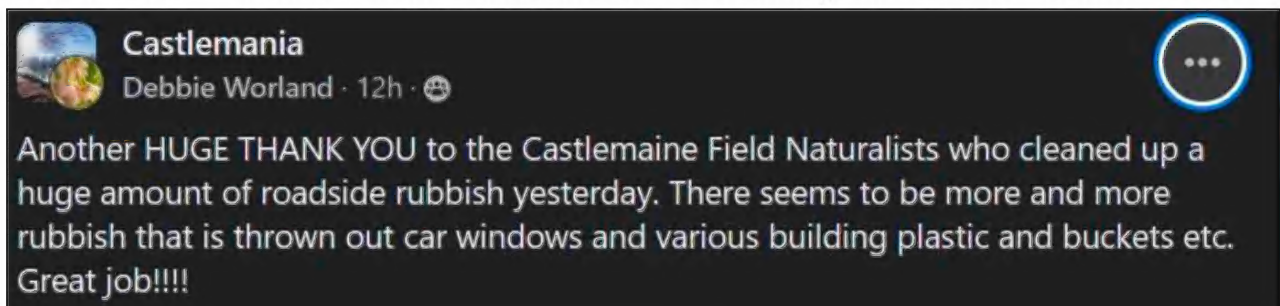 Castlemania
Debbie Worland · 12h ·
Another HUGE THANK YOU to the Castlemaine Field Naturalists who cleaned up a
huge amount of roadside rubbish yesterday. There seems to be more and more
rubbish that is thrown out car windows and various building plastic and buckets etc.
Great job!!!!